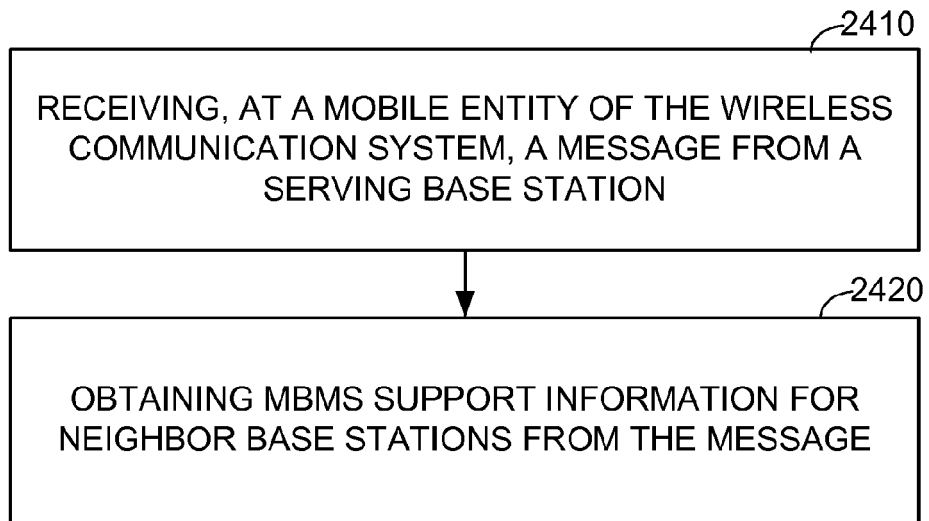 2410
RECEIVING, AT A MOBILE ENTITY OF THE WIRELESS
COMMUNICATION SYSTEM, A MESSAGE FROM A
SERVING BASE STATION
2420
OBTAINING MBMS SUPPORT INFORMATION FOR
NEIGHBOR BASE STATIONS FROM THE MESSAGE